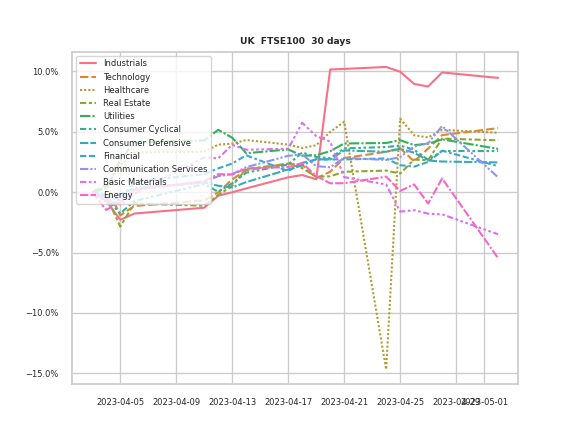 UK FTSE100 30 days
10.0%
5.0%
0.0%
−5.0%
−10.0%
−15.0%
Industrials
Technology
Healthcare
Real Estate
Utilities
Consumer Cyclical
Consumer Defensive
Financial
Communication Services
Basic Materials
Energy
2023-04-05 2023-04-09 2023-04-13 2023-04-17 2023-04-21 2023-04-25 2023-04-29 2023-05-01